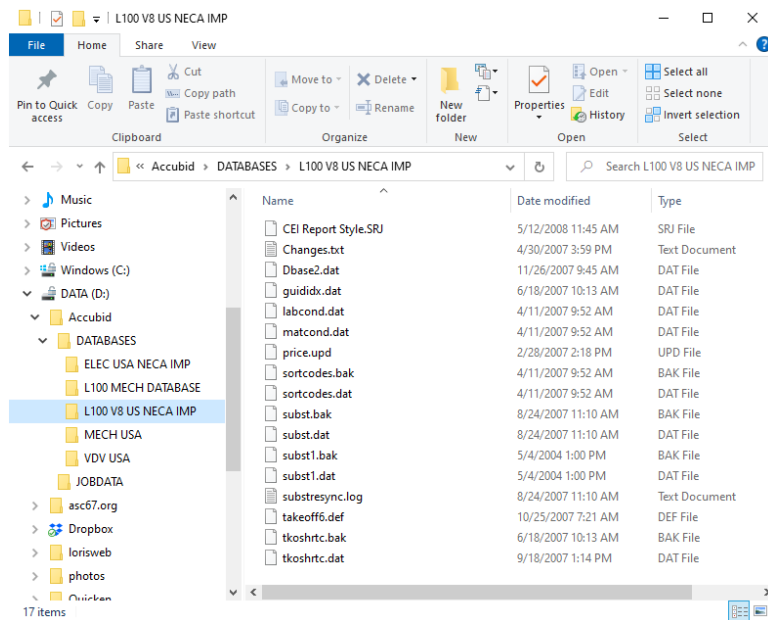 L100 V8 US NECA IMP
File Home Share View
Pin to Quick access
Copy
Paste
Cut
Copy path
Paste shortcut
Clipboard
Move to
Copy to
Delete
Rename
Organize
New folder
New
Properties
Open
Edit
History
Open
Select all
Select none
Invert selection
Select
« Accubid > DATABASES > L100 V8 US NECA IMP
Search L100 V8 US NECA IMP
Music
Pictures
Videos
Windows (C:)
DATA (D:)
Accubid
DATABASES
ELEC USA NECA IMP
L100 MECH DATABASE
L100 V8 US NECA IMP
MECH USA
VDV USA
JOBDATA
asc67.org
Dropbox
lorisweb
photos
Quicken
Name Date modified Type
CEI Report Style.SRJ 5/12/2008 11:45 AM SRJ File
Changes.txt 4/30/2007 3:59 PM Text Document
Dbase2.dat 11/26/2007 9:45 AM DAT File
guididx.dat 6/18/2007 10:13 AM DAT File
labcond.dat 4/11/2007 9:52 AM DAT File
matcond.dat 4/11/2007 9:52 AM DAT File
price.upd 2/28/2007 2:18 PM UPD File
sortcodes.bak 4/11/2007 9:52 AM BAK File
sortcodes.dat 4/11/2007 9:52 AM DAT File
subst.bak 8/24/2007 11:10 AM BAK File
subst.dat 8/24/2007 11:10 AM DAT File
subst1.bak 5/4/2004 1:00 PM BAK File
subst1.dat 5/4/2004 1:00 PM DAT File
substresync.log 8/24/2007 11:10 AM Text Document
takeoff6.def 10/25/2007 7:21 AM DEF File
tkoshrtc.bak 6/18/2007 10:13 AM BAK File
tkoshrtc.dat 9/18/2007 1:14 PM DAT File
17 items